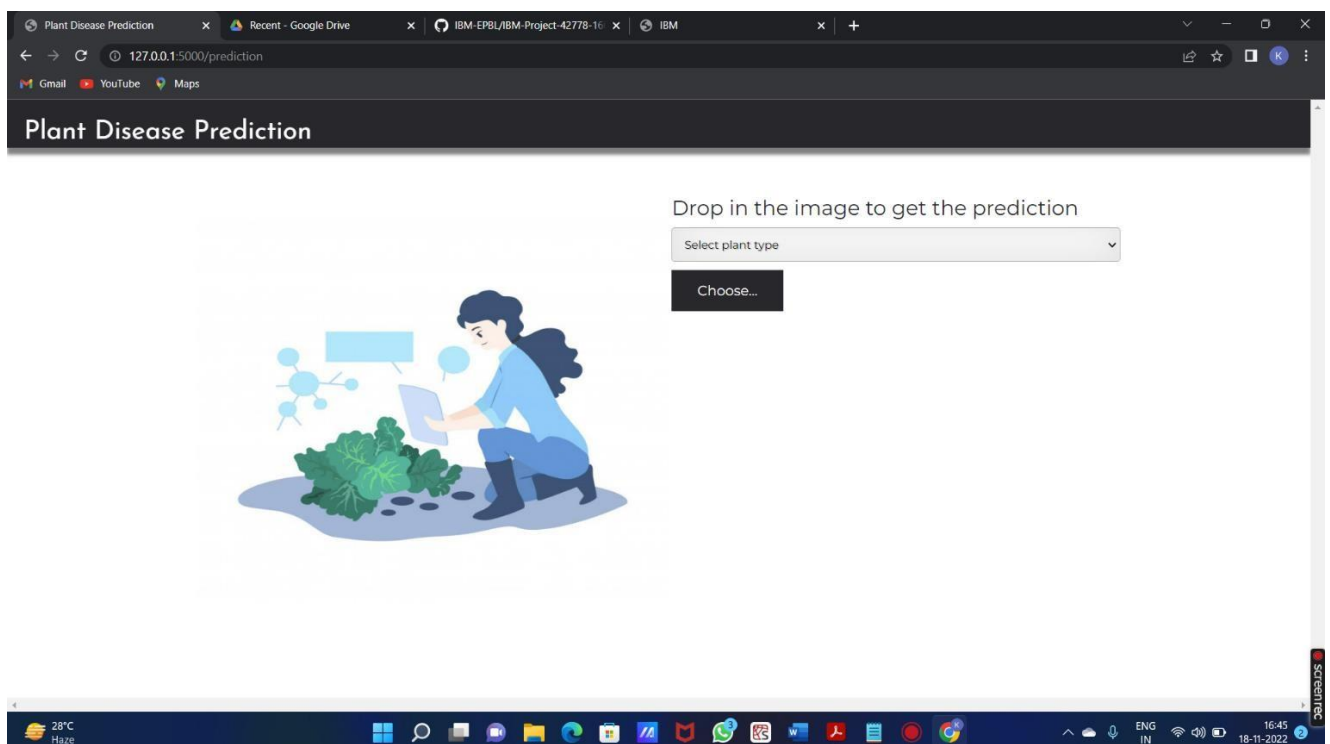 Plant Disease Prediction
Recent - Google Drive
IBM-EPBL/IBM-Project-42778-16
IBM
127.0.0.1:5000/prediction
K
Gmail
YouTube
Maps
Plant Disease Prediction
Drop in the image to get the prediction
Select plant type
Choose...
screenrec
28°C
Haze
3
W
ENG
IN
16:45
18-11-2022
2